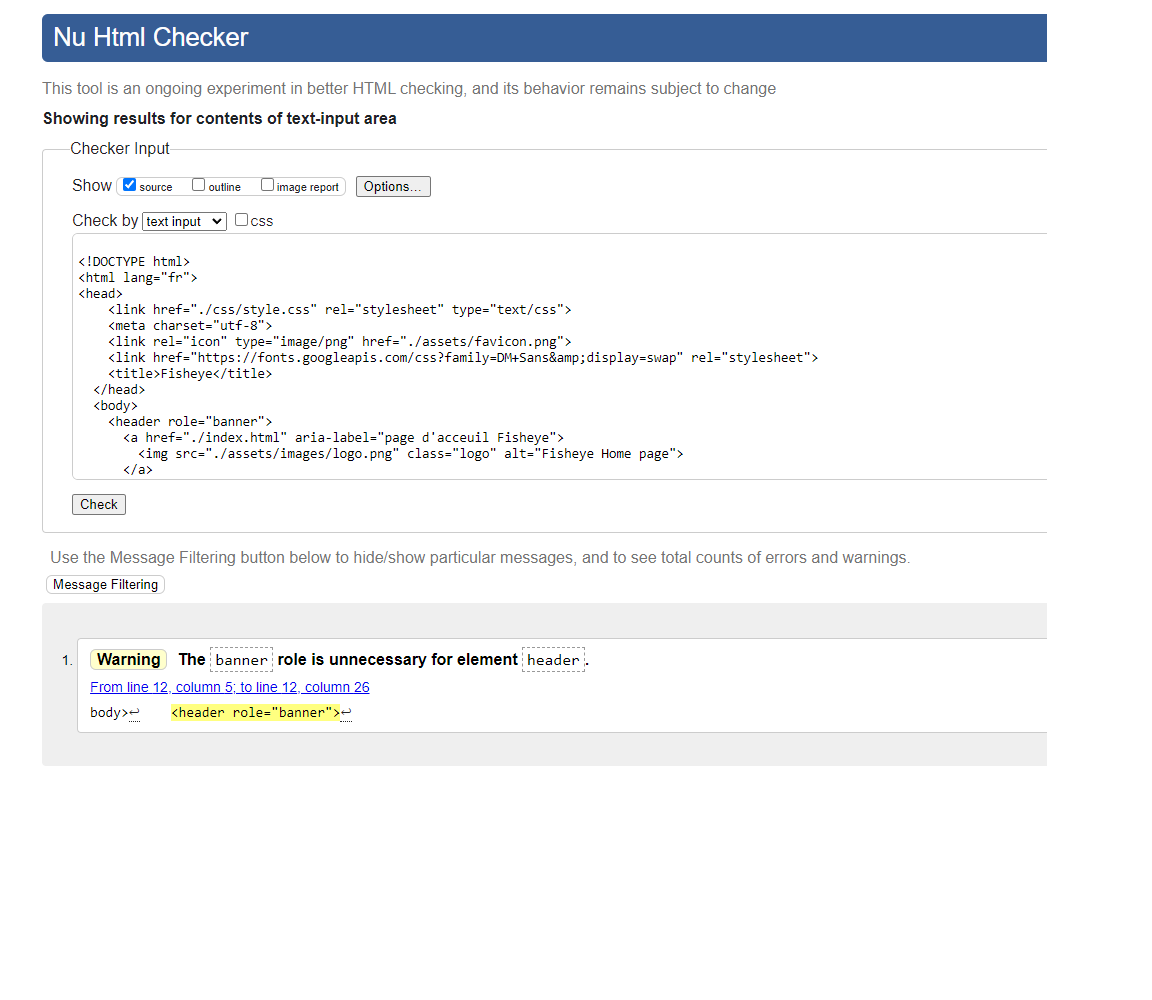 Nu Html Checker
This tool is an ongoing experiment in better HTML checking, and its behavior remains subject to change
Showing results for contents of text-input area
Checker Input
Show source outline image report Options...
Check by text input css
<!DOCTYPE html>
<html lang="fr">
<head>
    <link href="./css/style.css" rel="stylesheet" type="text/css">
    <meta charset="utf-8">
    <link rel="icon" type="image/png" href="./assets/favicon.png">
    <link href="https://fonts.googleapis.com/css?family=DM+Sans&amp;display=swap" rel="stylesheet">
    <title>Fisheye</title>
  </head>
  <body>
    <header role="banner">
      <a href="./index.html" aria-label="page d'acceuil Fisheye">
        <img src="./assets/images/logo.png" class="logo" alt="Fisheye Home page">
      </a>
Check
Use the Message Filtering button below to hide/show particular messages, and to see total counts of errors and warnings.
Message Filtering
1. Warning The banner role is unnecessary for element header.
From line 12, column 5; to line 12, column 26
body>↩    <header role="banner">↩